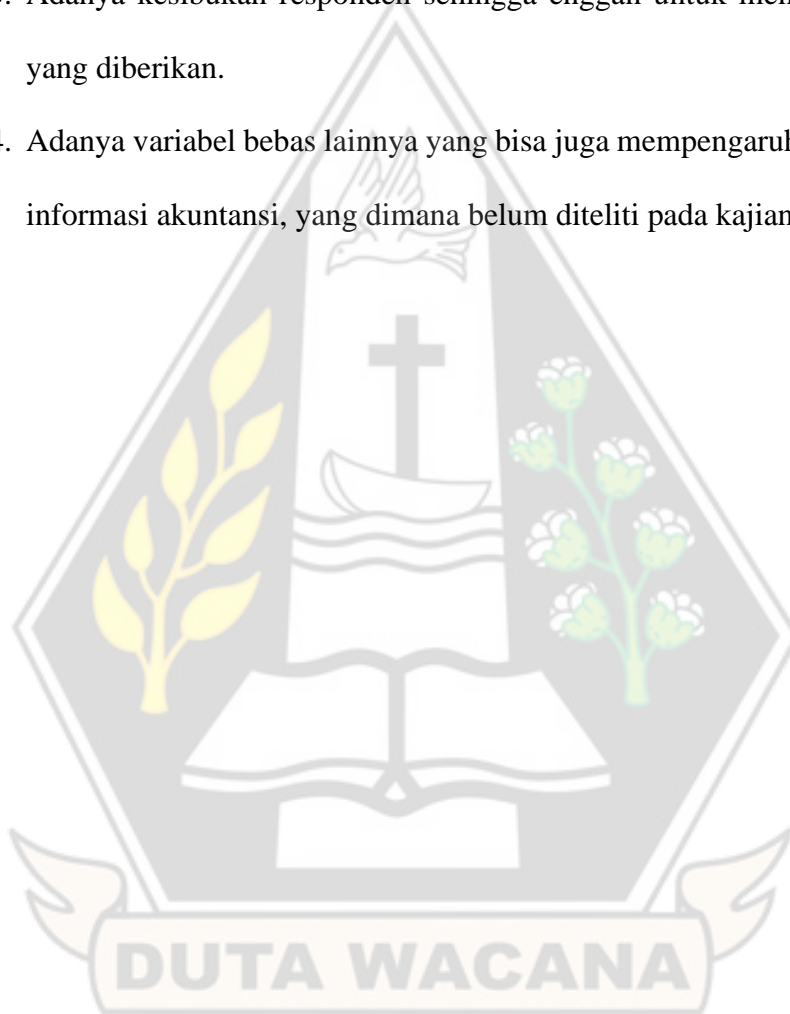 Adanya kesibukan responden sehingga enggan untuk
yang diberikan.
4. Adanya variabel bebas lainnya yang bisa juga
informasi akuntansi, yang dimana belum diteliti pada kajian
DUTA WACANA